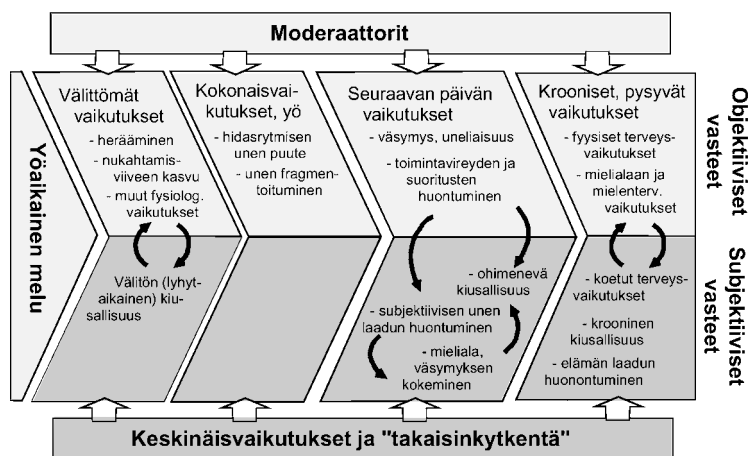 Moderaattorit
Yöaikainen melu
Välittömät
vaikutukset
- herääminen
- nukahtamis-
viiveen kasvu
- muut fysiolog.
vaikutukset
Välitön (lyhyt-
aikainen) kiu-
sallisuus
Kokonaisvai-
kutukset, yö
- hidasrytmisen
unen puute
- unen fragmen-
toituminen
Seuraavan päivän
vaikutukset
- väsymys, uneliaisuus
- toimintavireyden ja
suoritusten
huontuminen
- ohimenevä
kiusallisuus
- subjektiivisen unen
laadun huontuminen
- mieliala,
väsymyksen
kokeminen
Krooniset, pysyvät
vaikutukset
- fyysiset terveys-
vaikutukset
- mielialaan ja
mielenterv.
vaikutukset
- koetut terveys-
vaikutukset
- krooninen
kiusallisuus
- elämän laadun
huonontuminen
Objektiiviset
vasteet
Subjektiiviset
vasteet
Keskinäisvaikutukset ja "takaisinkytkentä"